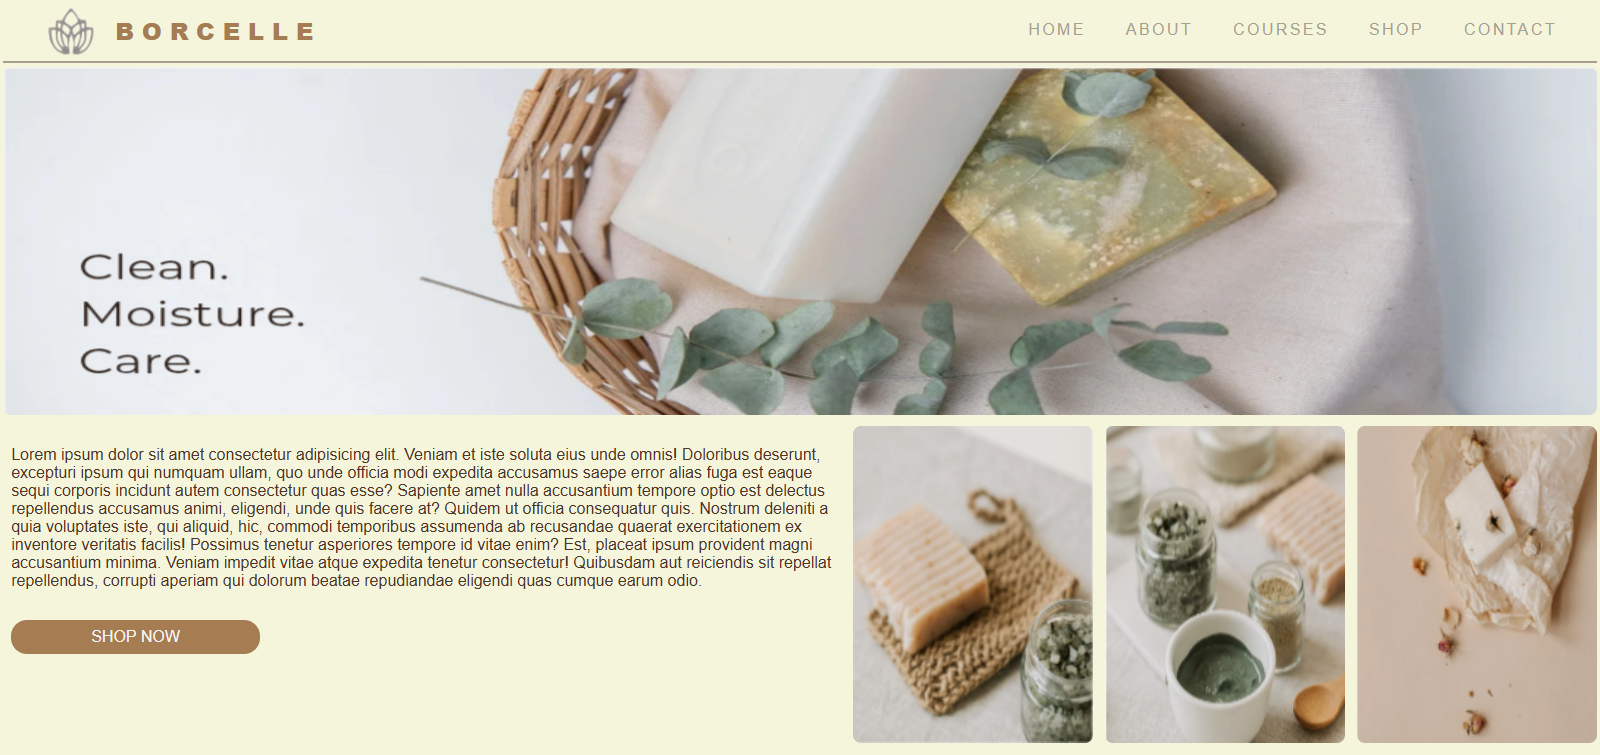 BORCELLE
HOME ABOUT COURSES SHOP CONTACT
Clean.
Moisture.
Care.
Lorem ipsum dolor sit amet consectetur adipisicing elit. Veniam et iste soluta eius unde omnis! Doloribus deserunt,
excepturi ipsum qui numquam ullam, quo unde officia modi expedita accusamus saepe error alias fuga est eaque
sequi corporis incidunt autem consectetur quas esse? Sapiente amet nulla accusantium tempore optio est delectus
repellendus accusamus animi, eligendi, unde quis facere at? Quidem ut officia consequatur quis. Nostrum deleniti a
quia voluptates iste, qui aliquid, hic, commodi temporibus assumenda ab recusandae quaerat exercitationem ex
inventore veritatis facilis! Possimus tenetur asperiores tempore id vitae enim? Est, placeat ipsum provident magni
accusantium minima. Veniam impedit vitae atque expedita tenetur consectetur! Quibusdam aut reiciendis sit repellat
repellendus, corrupti aperiam qui dolorum beatae repudiandae eligendi quas cumque earum odio.
SHOP NOW